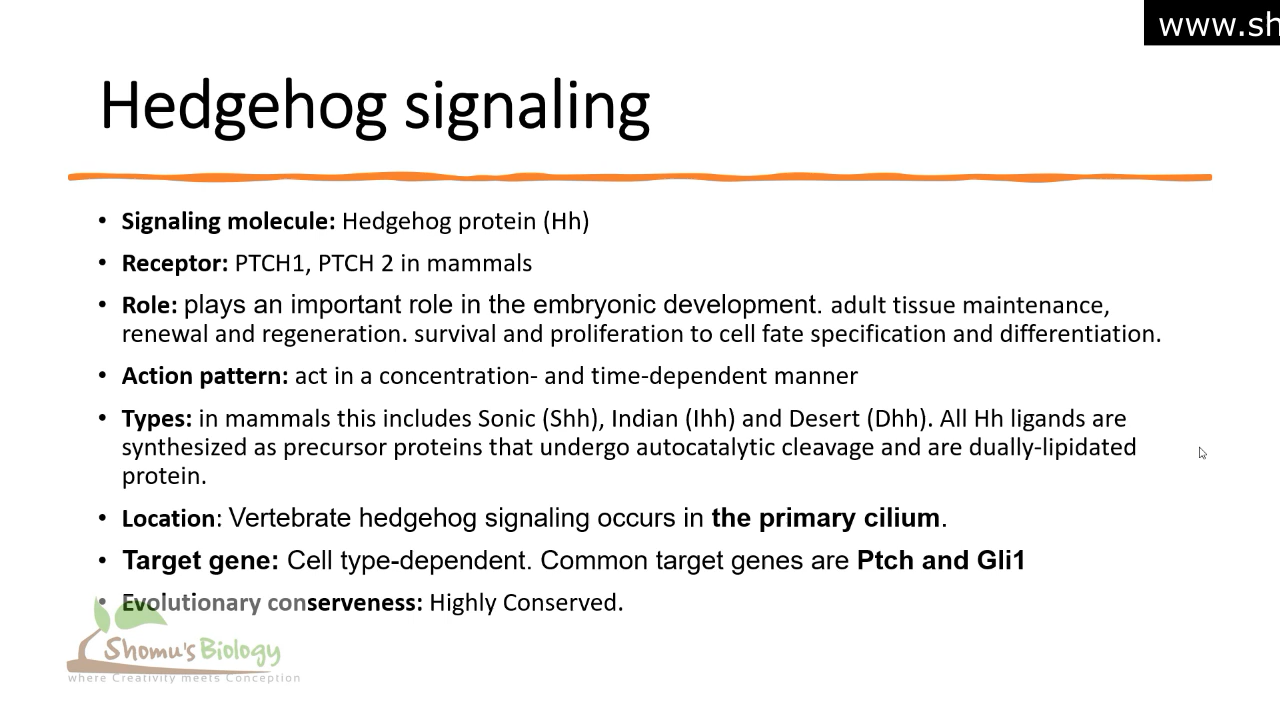 www.sh
Hedgehog signaling
• Signaling molecule: Hedgehog protein (Hh)
• Receptor: PTCH1, PTCH 2 in mammals
• Role: plays an important role in the embryonic development. adult tissue maintenance,
renewal and regeneration. survival and proliferation to cell fate specification and differentiation.
• Action pattern: act in a concentration- and time-dependent manner
• Types: in mammals this includes Sonic (Shh), Indian (Ihh) and Desert (Dhh). All Hh ligands are
synthesized as precursor proteins that undergo autocatalytic cleavage and are dually-lipidated
protein.
• Location: Vertebrate hedgehog signaling occurs in the primary cilium.
• Target gene: Cell type-dependent. Common target genes are Ptch and Gli1
• Evolutionary conserveness: Highly Conserved.
Shomu's Biology
where Creativity meets Conception